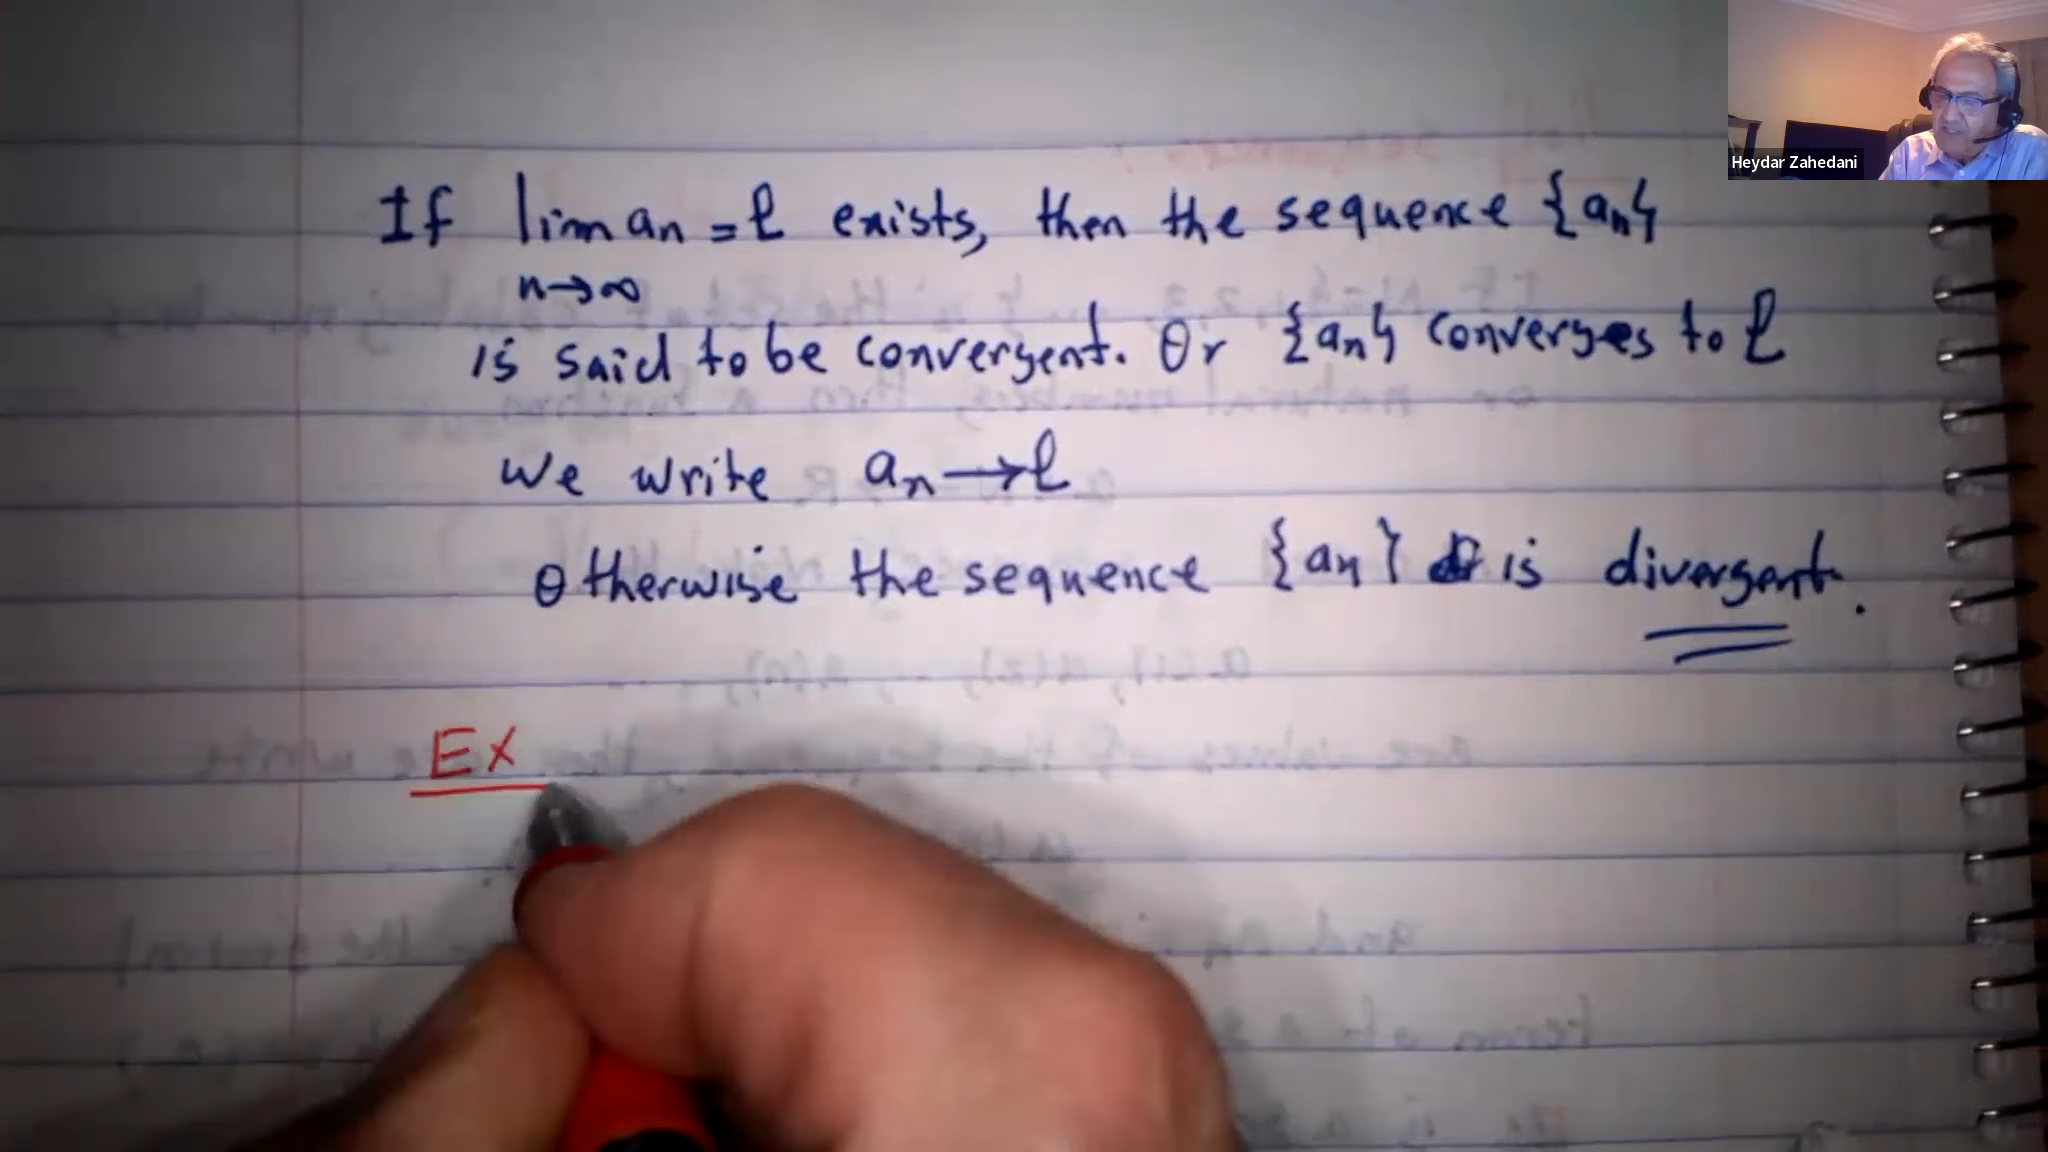 Heydar Zahedani
If lim an = l exists, then the sequence {an}
n→∞
is said to be convergent. Or {an} converges to l
we write an → l
Otherwise the sequence {an} is divergent.
EX